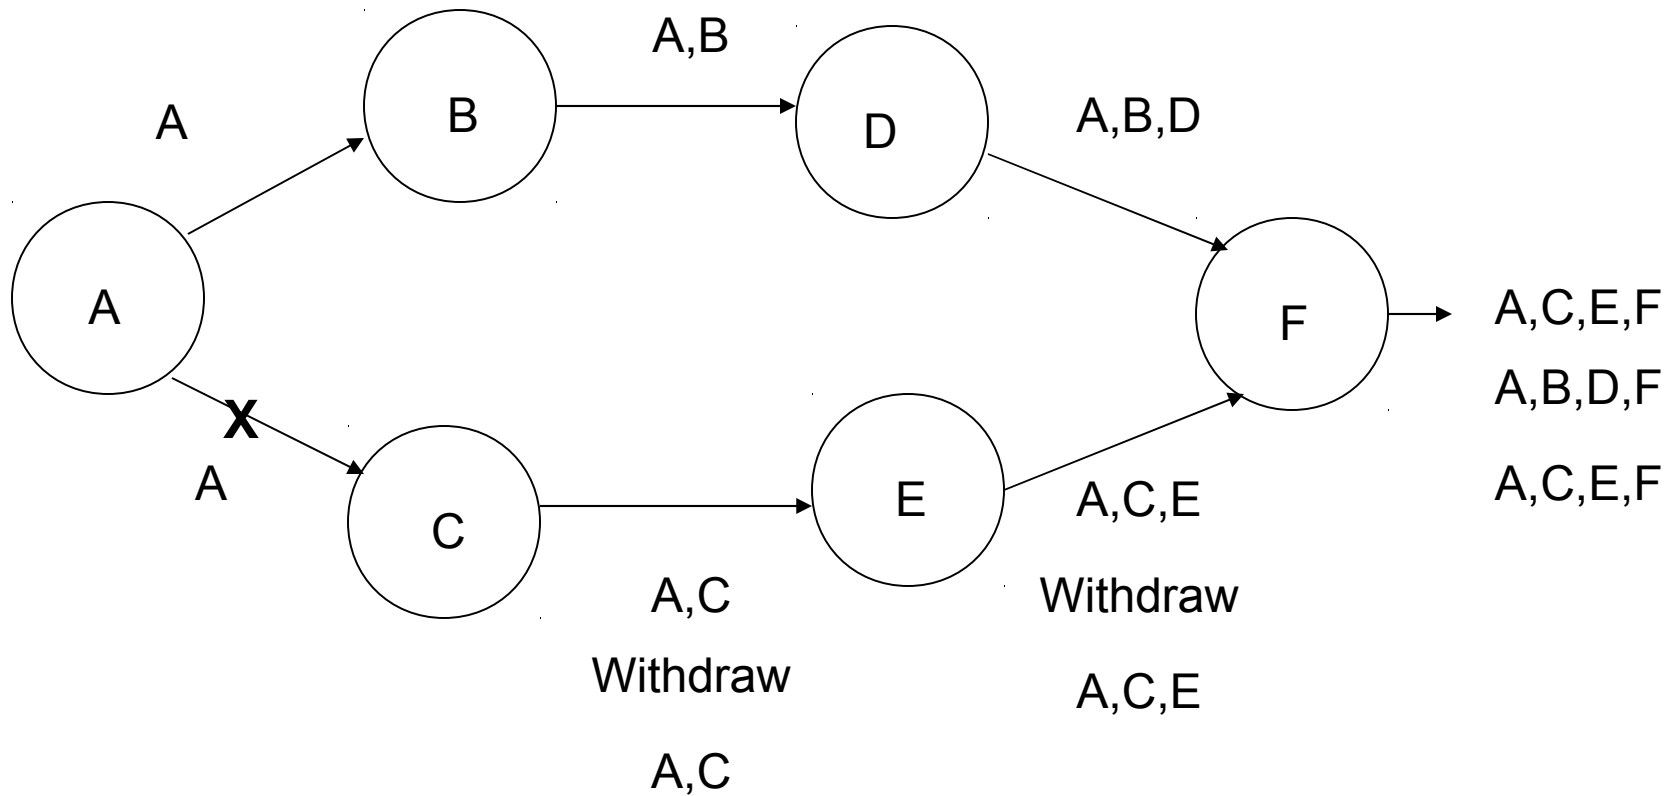 A,B
A
B
D
A,B,D
A
F
A,C,E,F
A,B,D,F
X
A
C
E
A,C,E
A,C,E,F
A,C
Withdraw
Withdraw
A,C,E
A,C